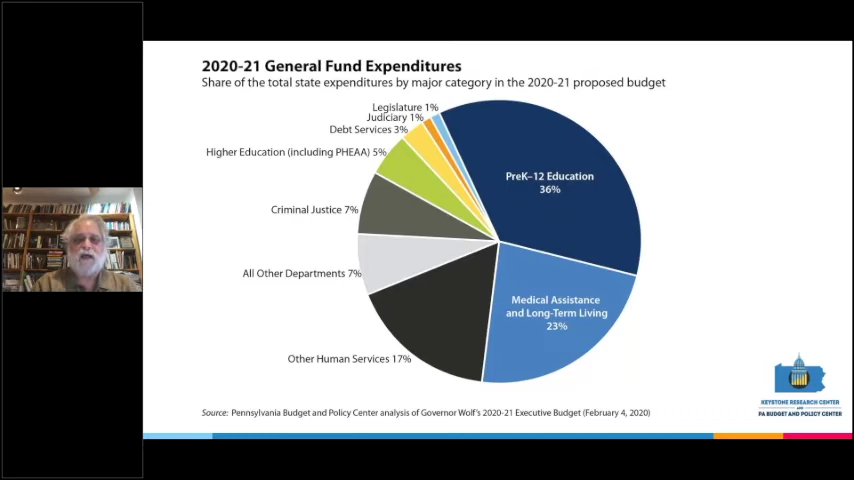 2020-21 General Fund Expenditures
Share of the total state expenditures by major category in the 2020-21 proposed budget
Legislature 1%
Judiciary 1%
Debt Services 3%
Higher Education (including PHEAA) 5%
PreK–12 Education
36%
Criminal Justice 7%
All Other Departments 7%
Medical Assistance
and Long-Term Living
23%
Other Human Services 17%
KEYSTONE RESEARCH CENTER
AND
PA BUDGET AND POLICY CENTER
Source: Pennsylvania Budget and Policy Center analysis of Governor Wolf's 2020-21 Executive Budget (February 4, 2020)